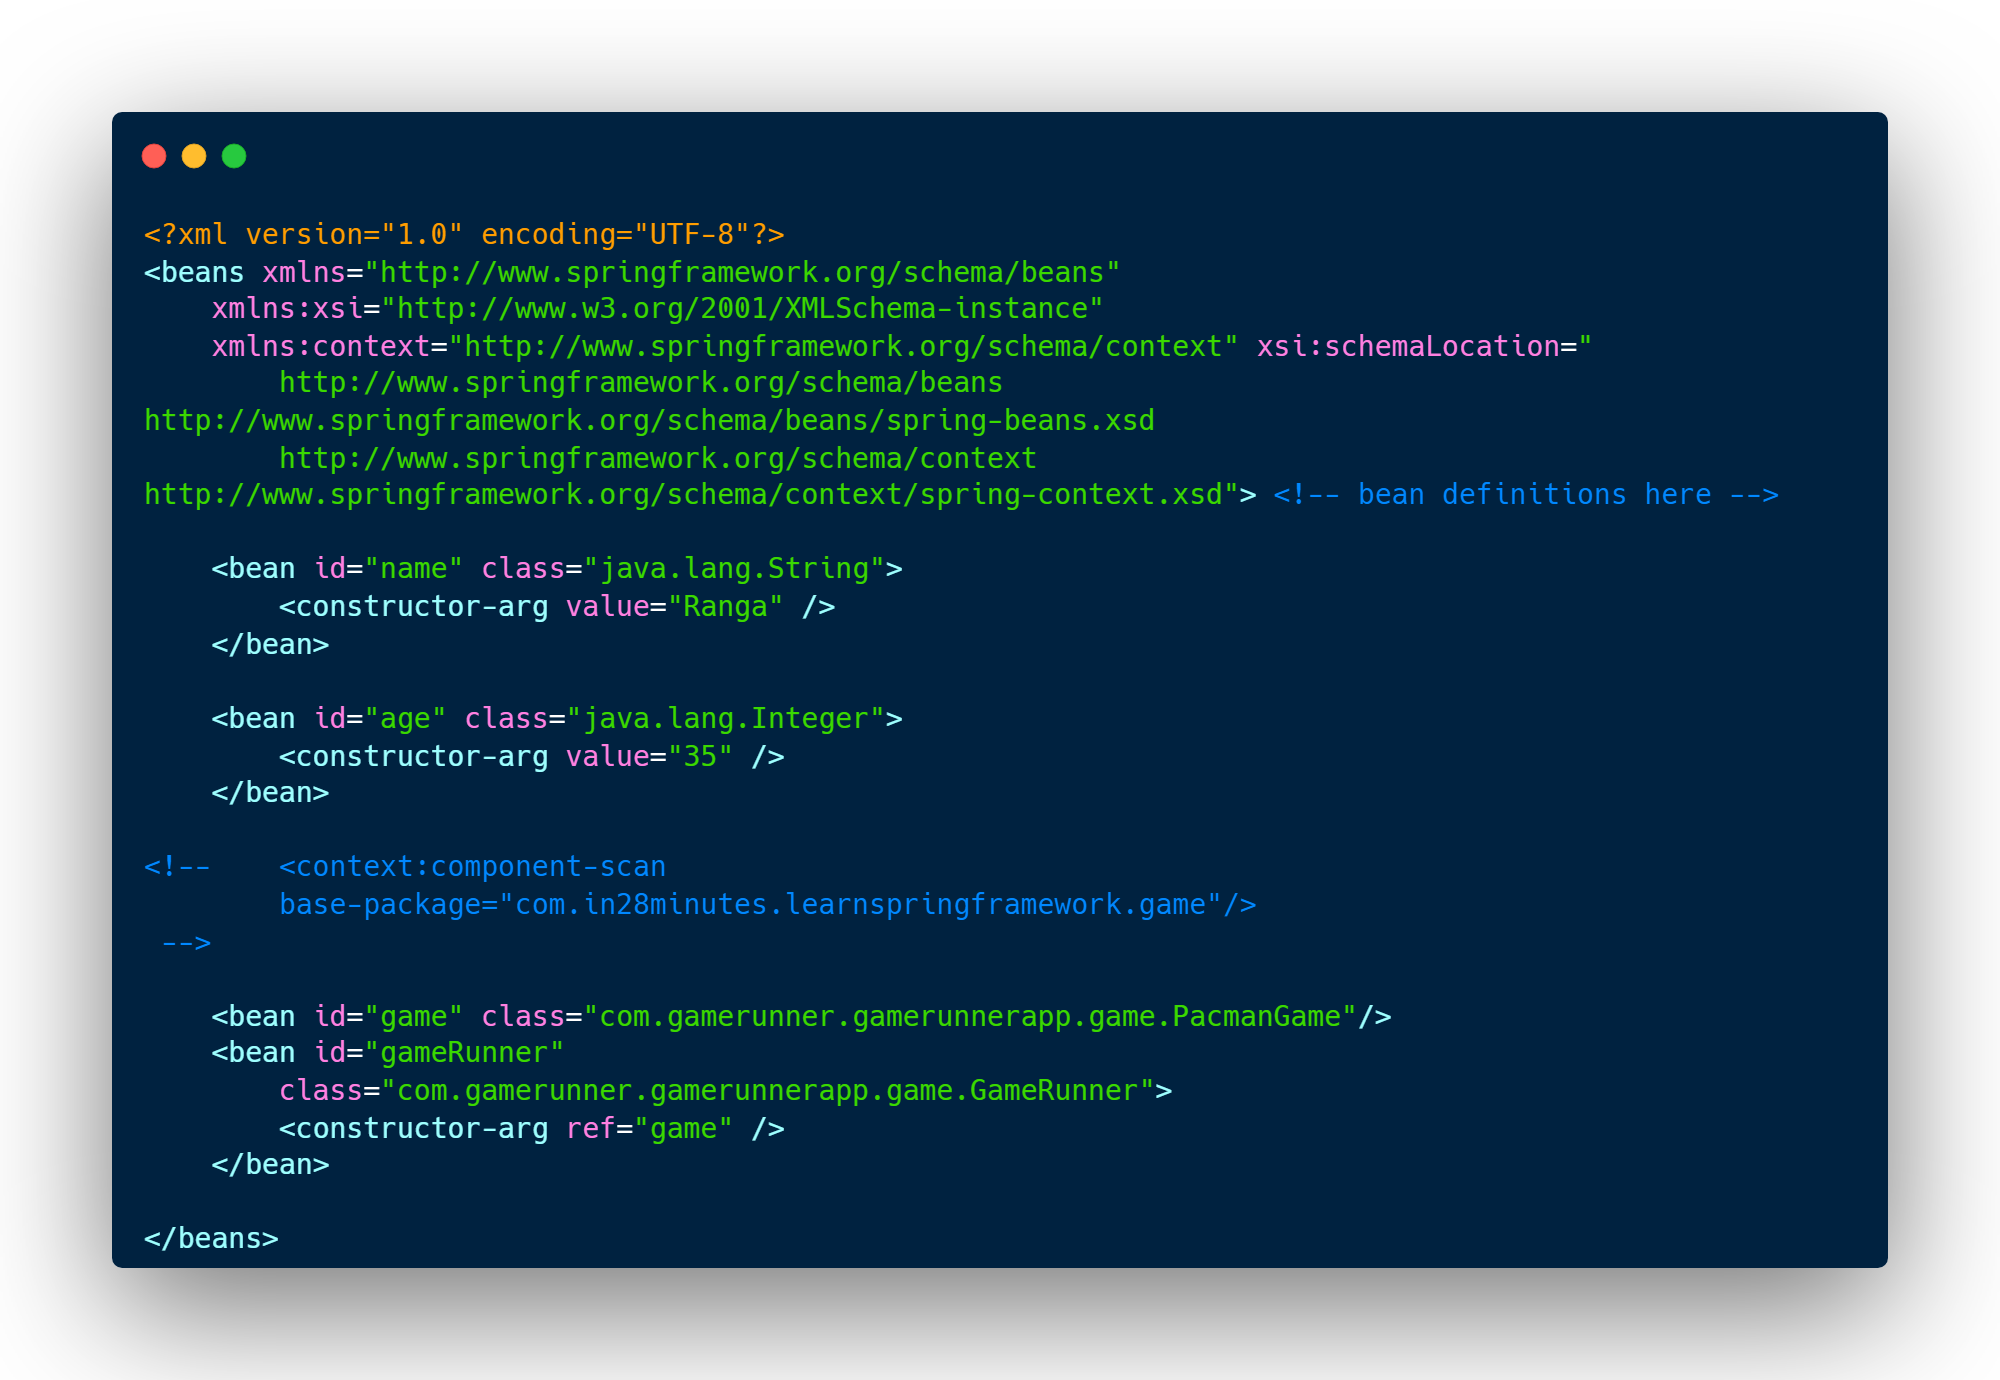 <?xml version="1.0" encoding="UTF-8"?>
<beans xmlns="http://www.springframework.org/schema/beans"
    xmlns:xsi="http://www.w3.org/2001/XMLSchema-instance"
    xmlns:context="http://www.springframework.org/schema/context" xsi:schemaLocation="
        http://www.springframework.org/schema/beans
http://www.springframework.org/schema/beans/spring-beans.xsd
        http://www.springframework.org/schema/context
http://www.springframework.org/schema/context/spring-context.xsd"> <!-- bean definitions here -->

    <bean id="name" class="java.lang.String">
        <constructor-arg value="Ranga" />
    </bean>

    <bean id="age" class="java.lang.Integer">
        <constructor-arg value="35" />
    </bean>

<!--    <context:component-scan
        base-package="com.in28minutes.learnspringframework.game"/>
 -->

    <bean id="game" class="com.gamerunner.gamerunnerapp.game.PacmanGame"/>
    <bean id="gameRunner"
        class="com.gamerunner.gamerunnerapp.game.GameRunner">
        <constructor-arg ref="game" />
    </bean>

</beans>